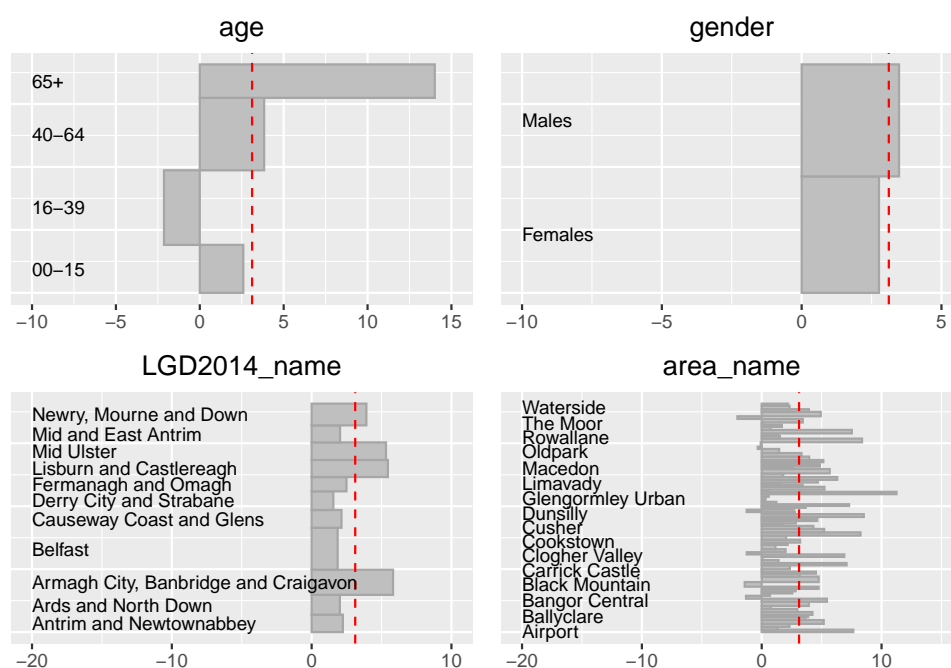 age
65+
40−64
16−39
00−15
−10 −5 0 5 10 15
gender
Males
Females
−10 −5 0 5
LGD2014_name
Newry, Mourne and Down
Mid and East Antrim
Mid Ulster
Lisburn and Castlereagh
Fermanagh and Omagh
Derry City and Strabane
Causeway Coast and Glens
Belfast
Armagh City, Banbridge and Craigavon
Ards and North Down
Antrim and Newtownabbey
−20 −10 0 10
area_name
Waterside
The Moor
Rowallane
Oldpark
Macedon
Limavady
Glengormley Urban
Dunsilly
Cusher
Cookstown
Clogher Valley
Carrick Castle
Black Mountain
Bangor Central
Ballyclare
Airport
−20 −10 0 10